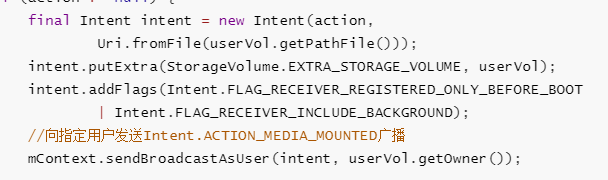 final Intent intent = new Intent(action,
Uri.fromFile(userVol.getPathFile()));
intent.putExtra(StorageVolume.EXTRA_STORAGE_VOLUME, userVol);
intent.addFlags(Intent.FLAG_RECEIVER_REGISTERED_ONLY_BEFORE_BOOT
| Intent.FLAG_RECEIVER_INCLUDE_BACKGROUND);
//向指定用户发送Intent.ACTION_MEDIA_MOUNTED广播
mContext.sendBroadcastAsUser(intent, userVol.getOwner());